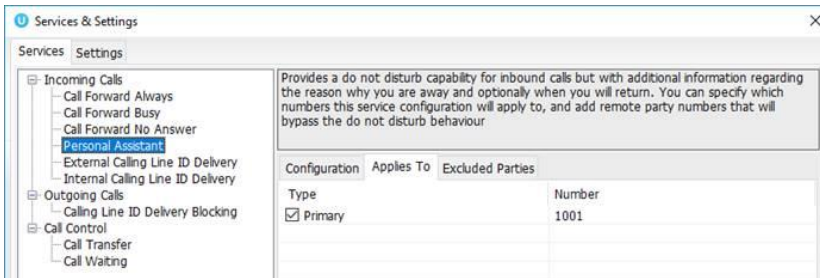 Services & Settings
Services Settings
Incoming Calls
Call Forward Always
Call Forward Busy
Call Forward No Answer
Personal Assistant
External Calling Line ID Delivery
Internal Calling Line ID Delivery
Outgoing Calls
Calling Line ID Delivery Blocking
Call Control
Call Transfer
Call Waiting
Provides a do not disturb capability for inbound calls but with additional information regarding
the reason why you are away and optionally when you will return. You can specify which
numbers this service configuration will apply to, and add remote party numbers that will
bypass the do not disturb behaviour
Configuration Applies To Excluded Parties
Type Number
Primary 1001